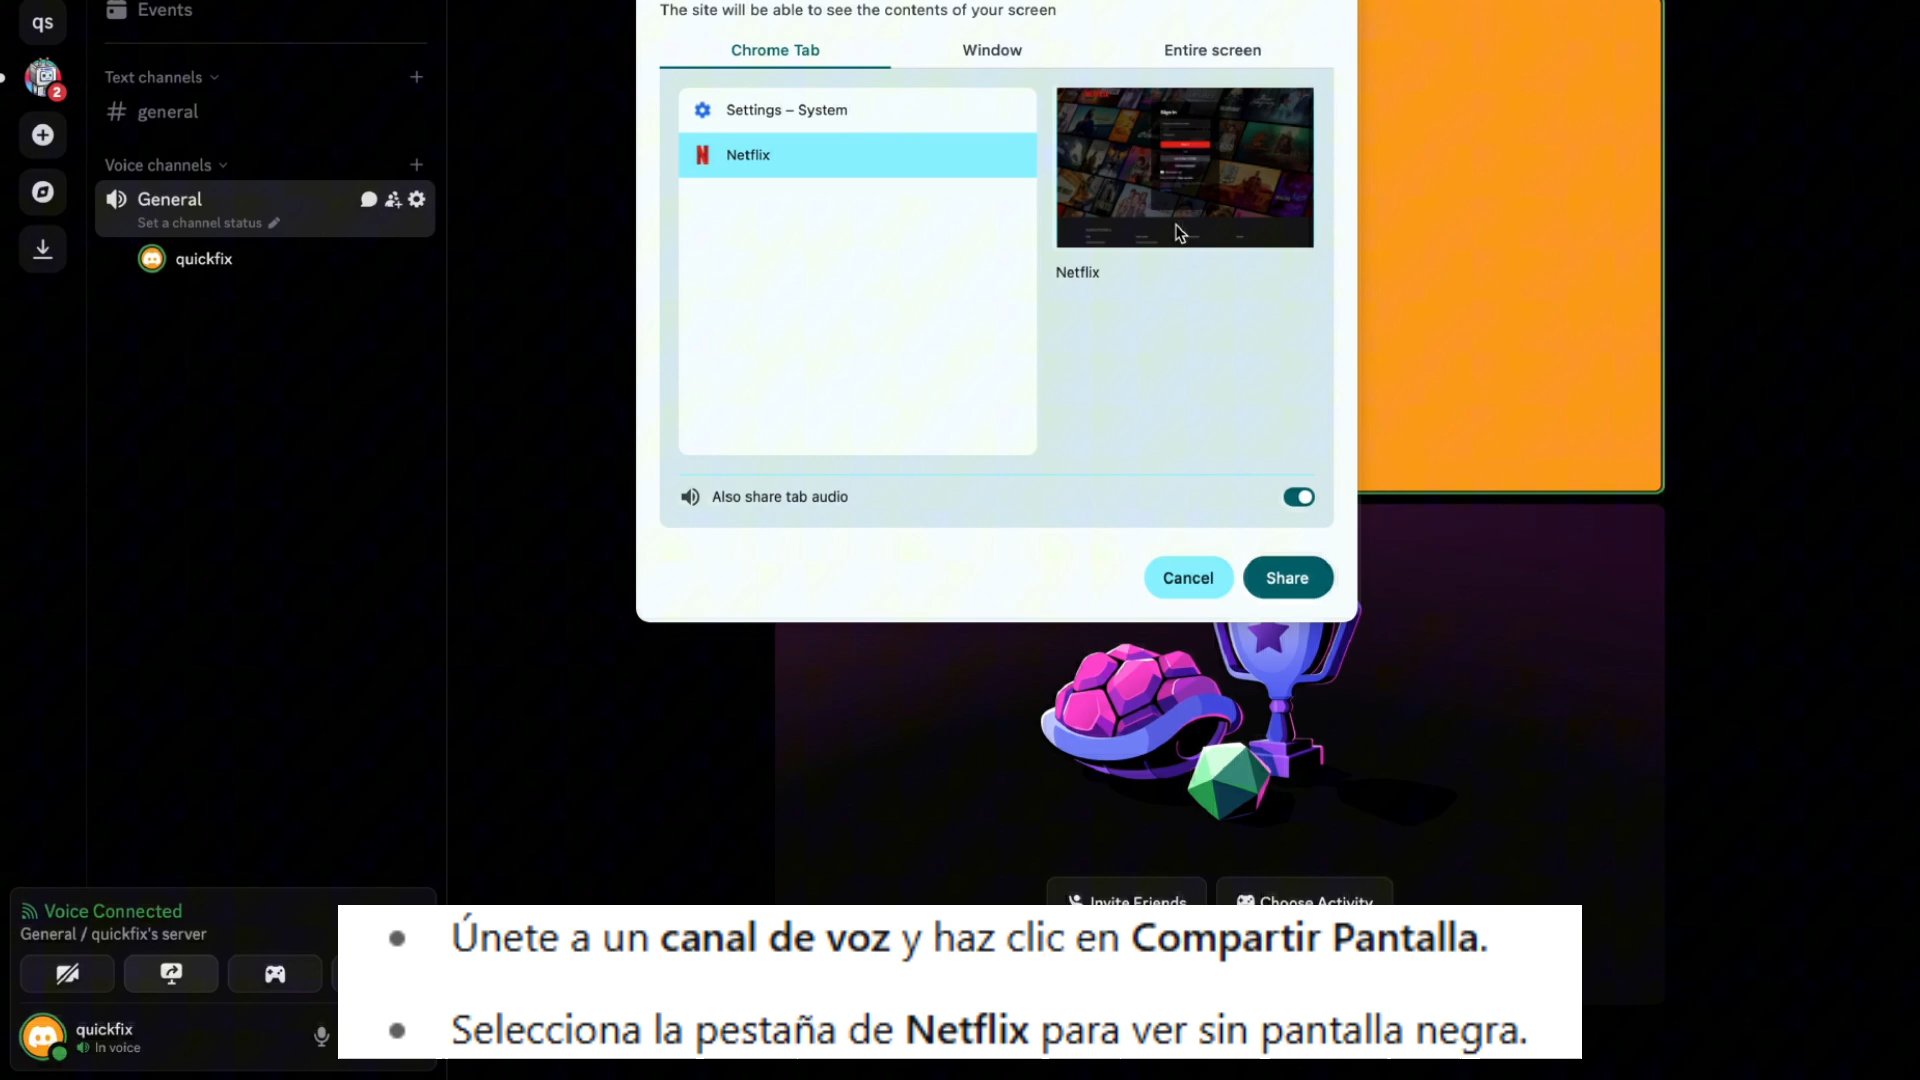 qs
Events
The site will be able to see the contents of your screen
Chrome Tab
Window
Entire screen
Text channels
general
2
Settings – System
Netflix
Sign In
Netflix
Voice channels
General
Set a channel status
quickfix
Also share tab audio
Cancel
Share
Invite Friends
Choose Activity
Voice Connected
General / quickfix's server
quickfix
In voice
• Únete a un canal de voz y haz clic en Compartir Pantalla.
• Selecciona la pestaña de Netflix para ver sin pantalla negra.